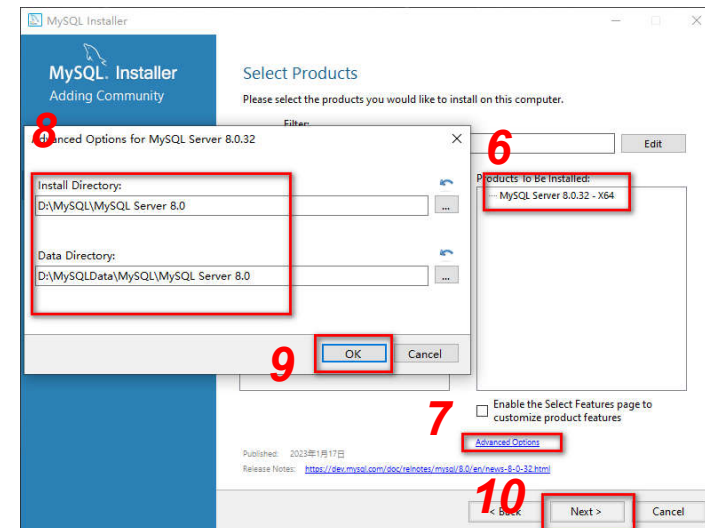 MySQL Installer
MySQL. Installer
Adding Community
Select Products
Please select the products you would like to install on this computer.
Filter:
Edit
8
Advanced Options for MySQL Server 8.0.32
Install Directory:
D:\MySQL\MySQL Server 8.0
...
Data Directory:
D:\MySQLData\MySQL\MySQL Server 8.0
...
9
OK
Cancel
6
Products To Be Installed:
MySQL Server 8.0.32 - X64
7
Enable the Select Features page to
customize product features
Advanced Options
Published: 2023年1月17日
Release Notes: https://dev.mysql.com/doc/relnotes/mysql/8.0/en/news-8-0-32.html
10
< Back
Next >
Cancel